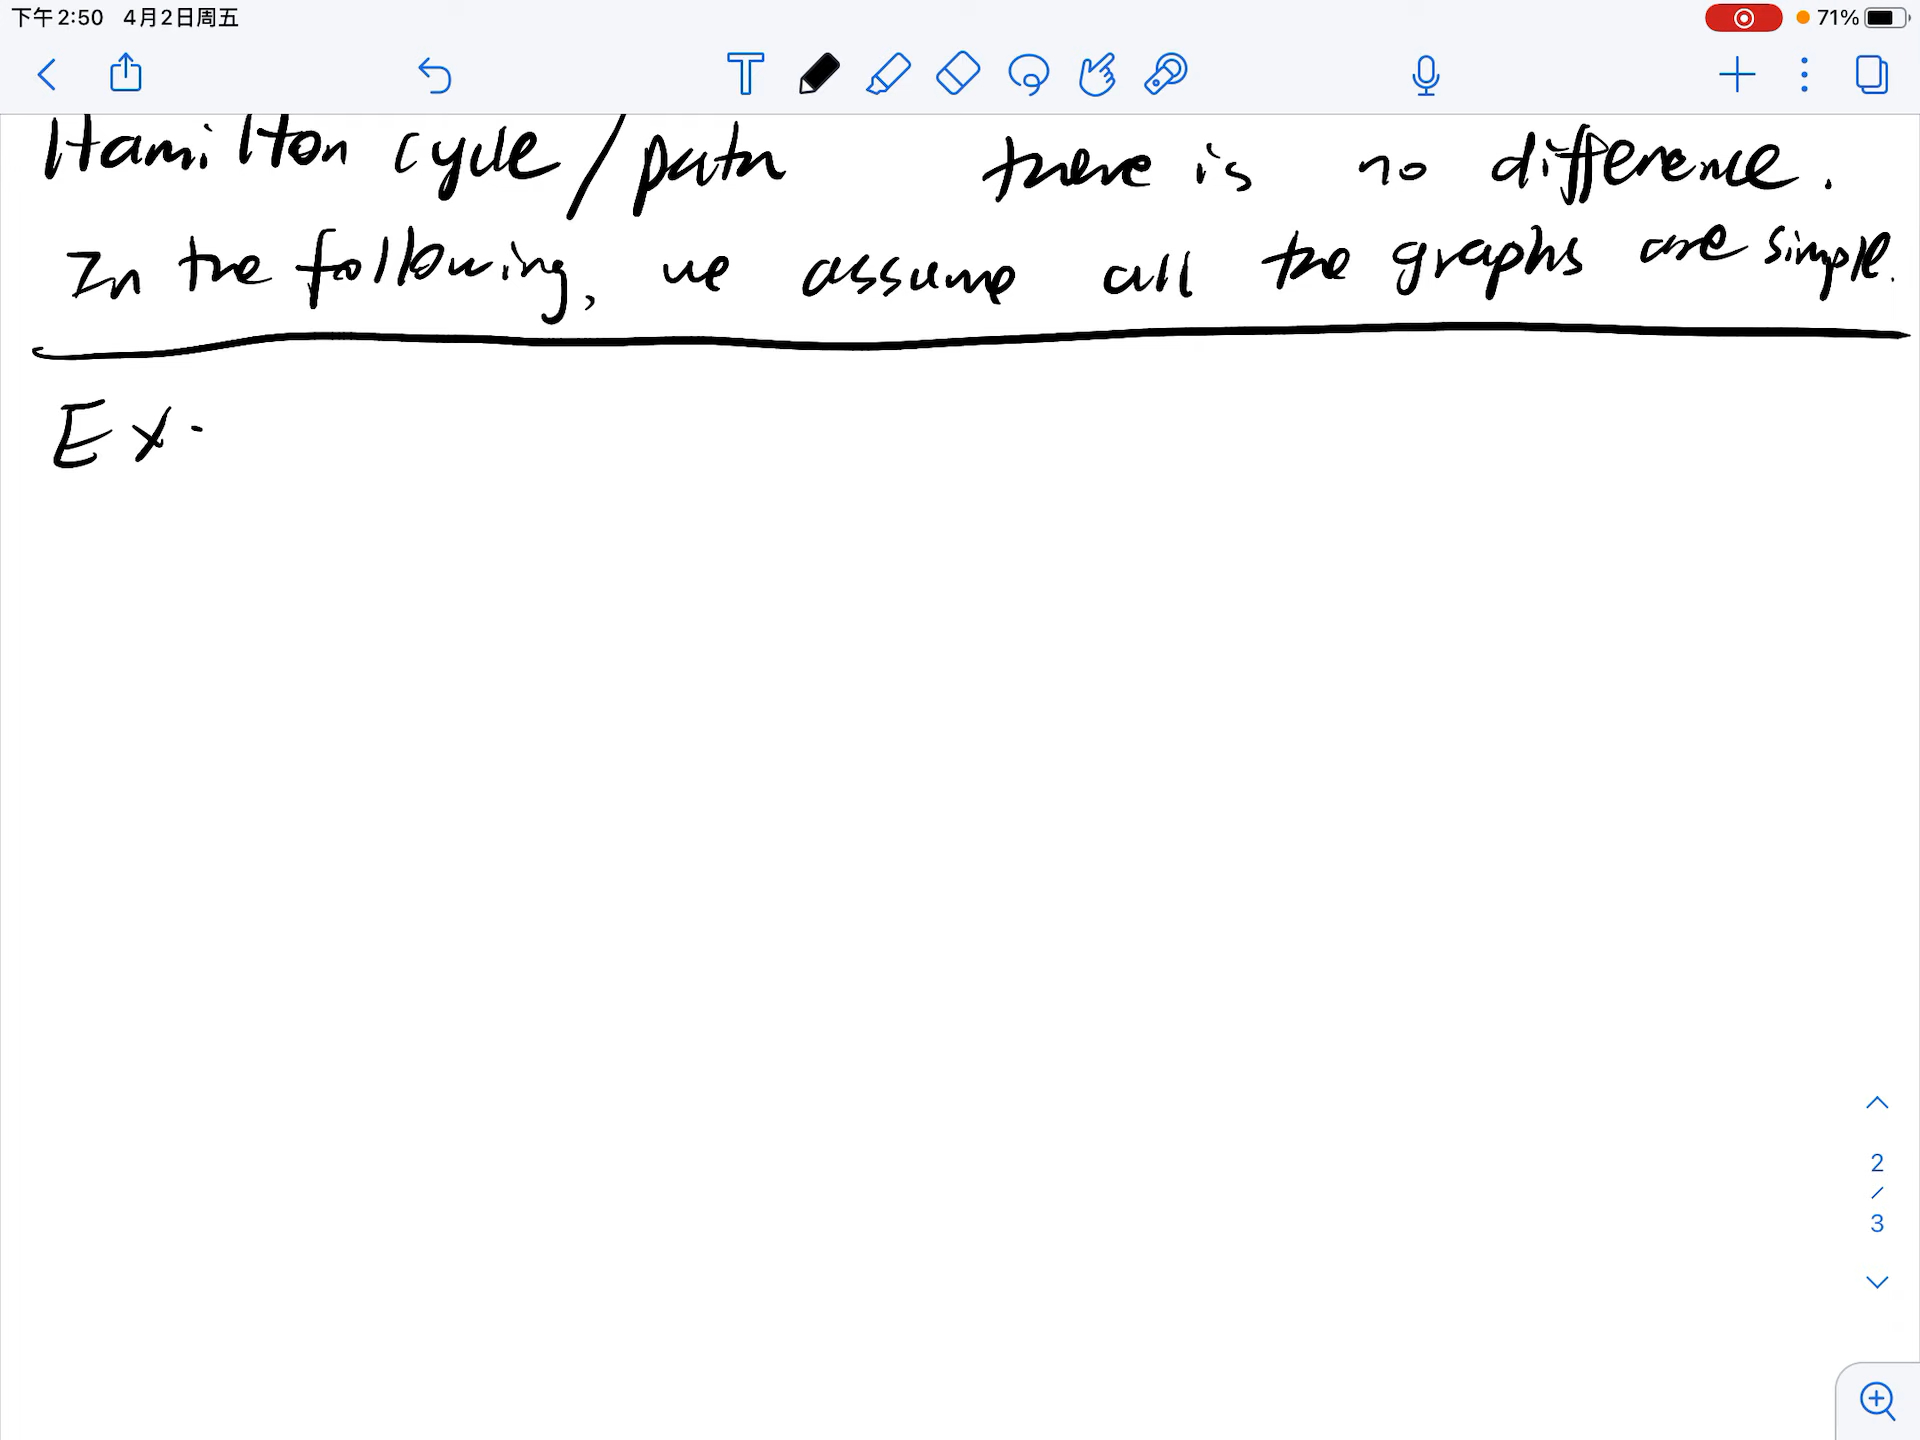 下午2:50 4月2日周五
71%
Hamilton cycle/path there is no difference.
In the following, we assume all the graphs are simple.
Ex.
2
/
3